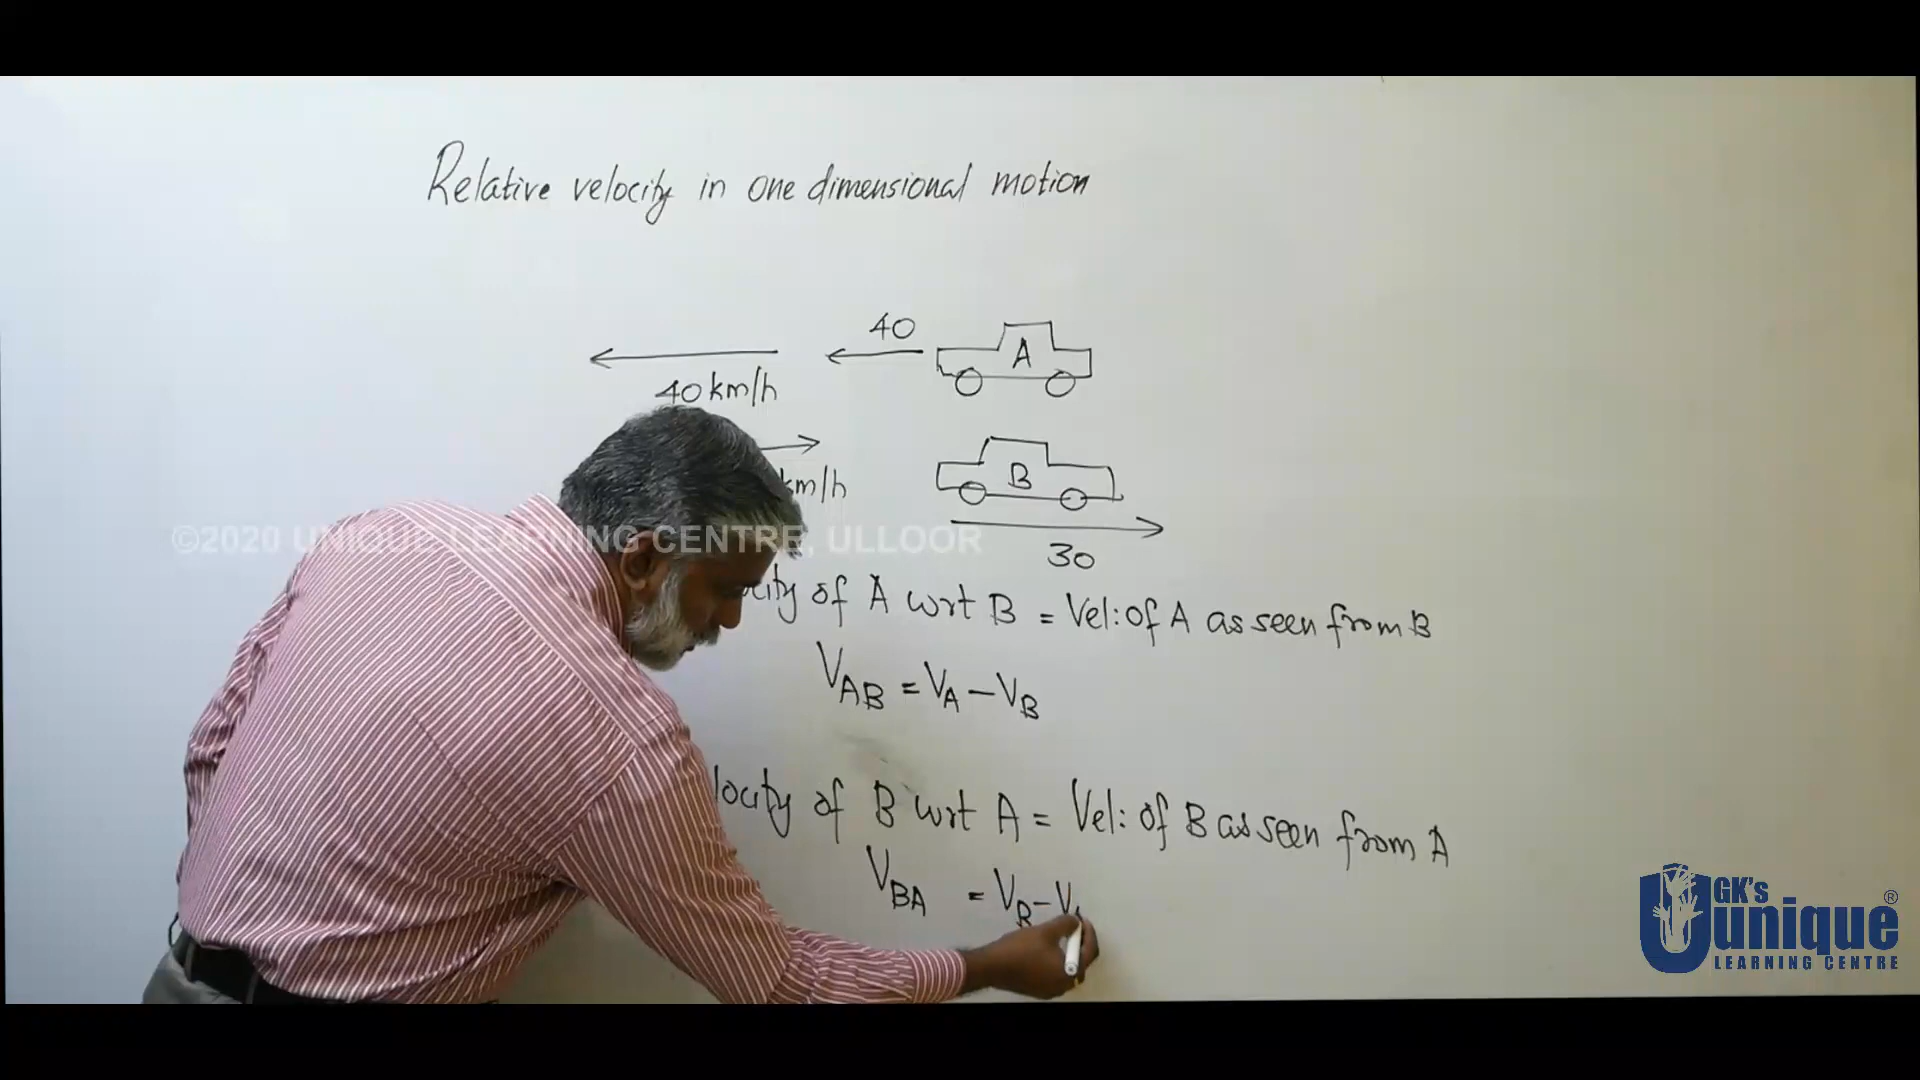 Relative velocity in one dimensional motion
40
A
40 km/h
B
km/h
©2020 UNIQUE LEARNING CENTRE, ULLOOR
30
of A wrt B = Vel: of A as seen from B
VAB = VA - VB
of B wrt A = Vel: of B as seen from A
VBA = VB - V
GK's
unique ®
LEARNING CENTRE